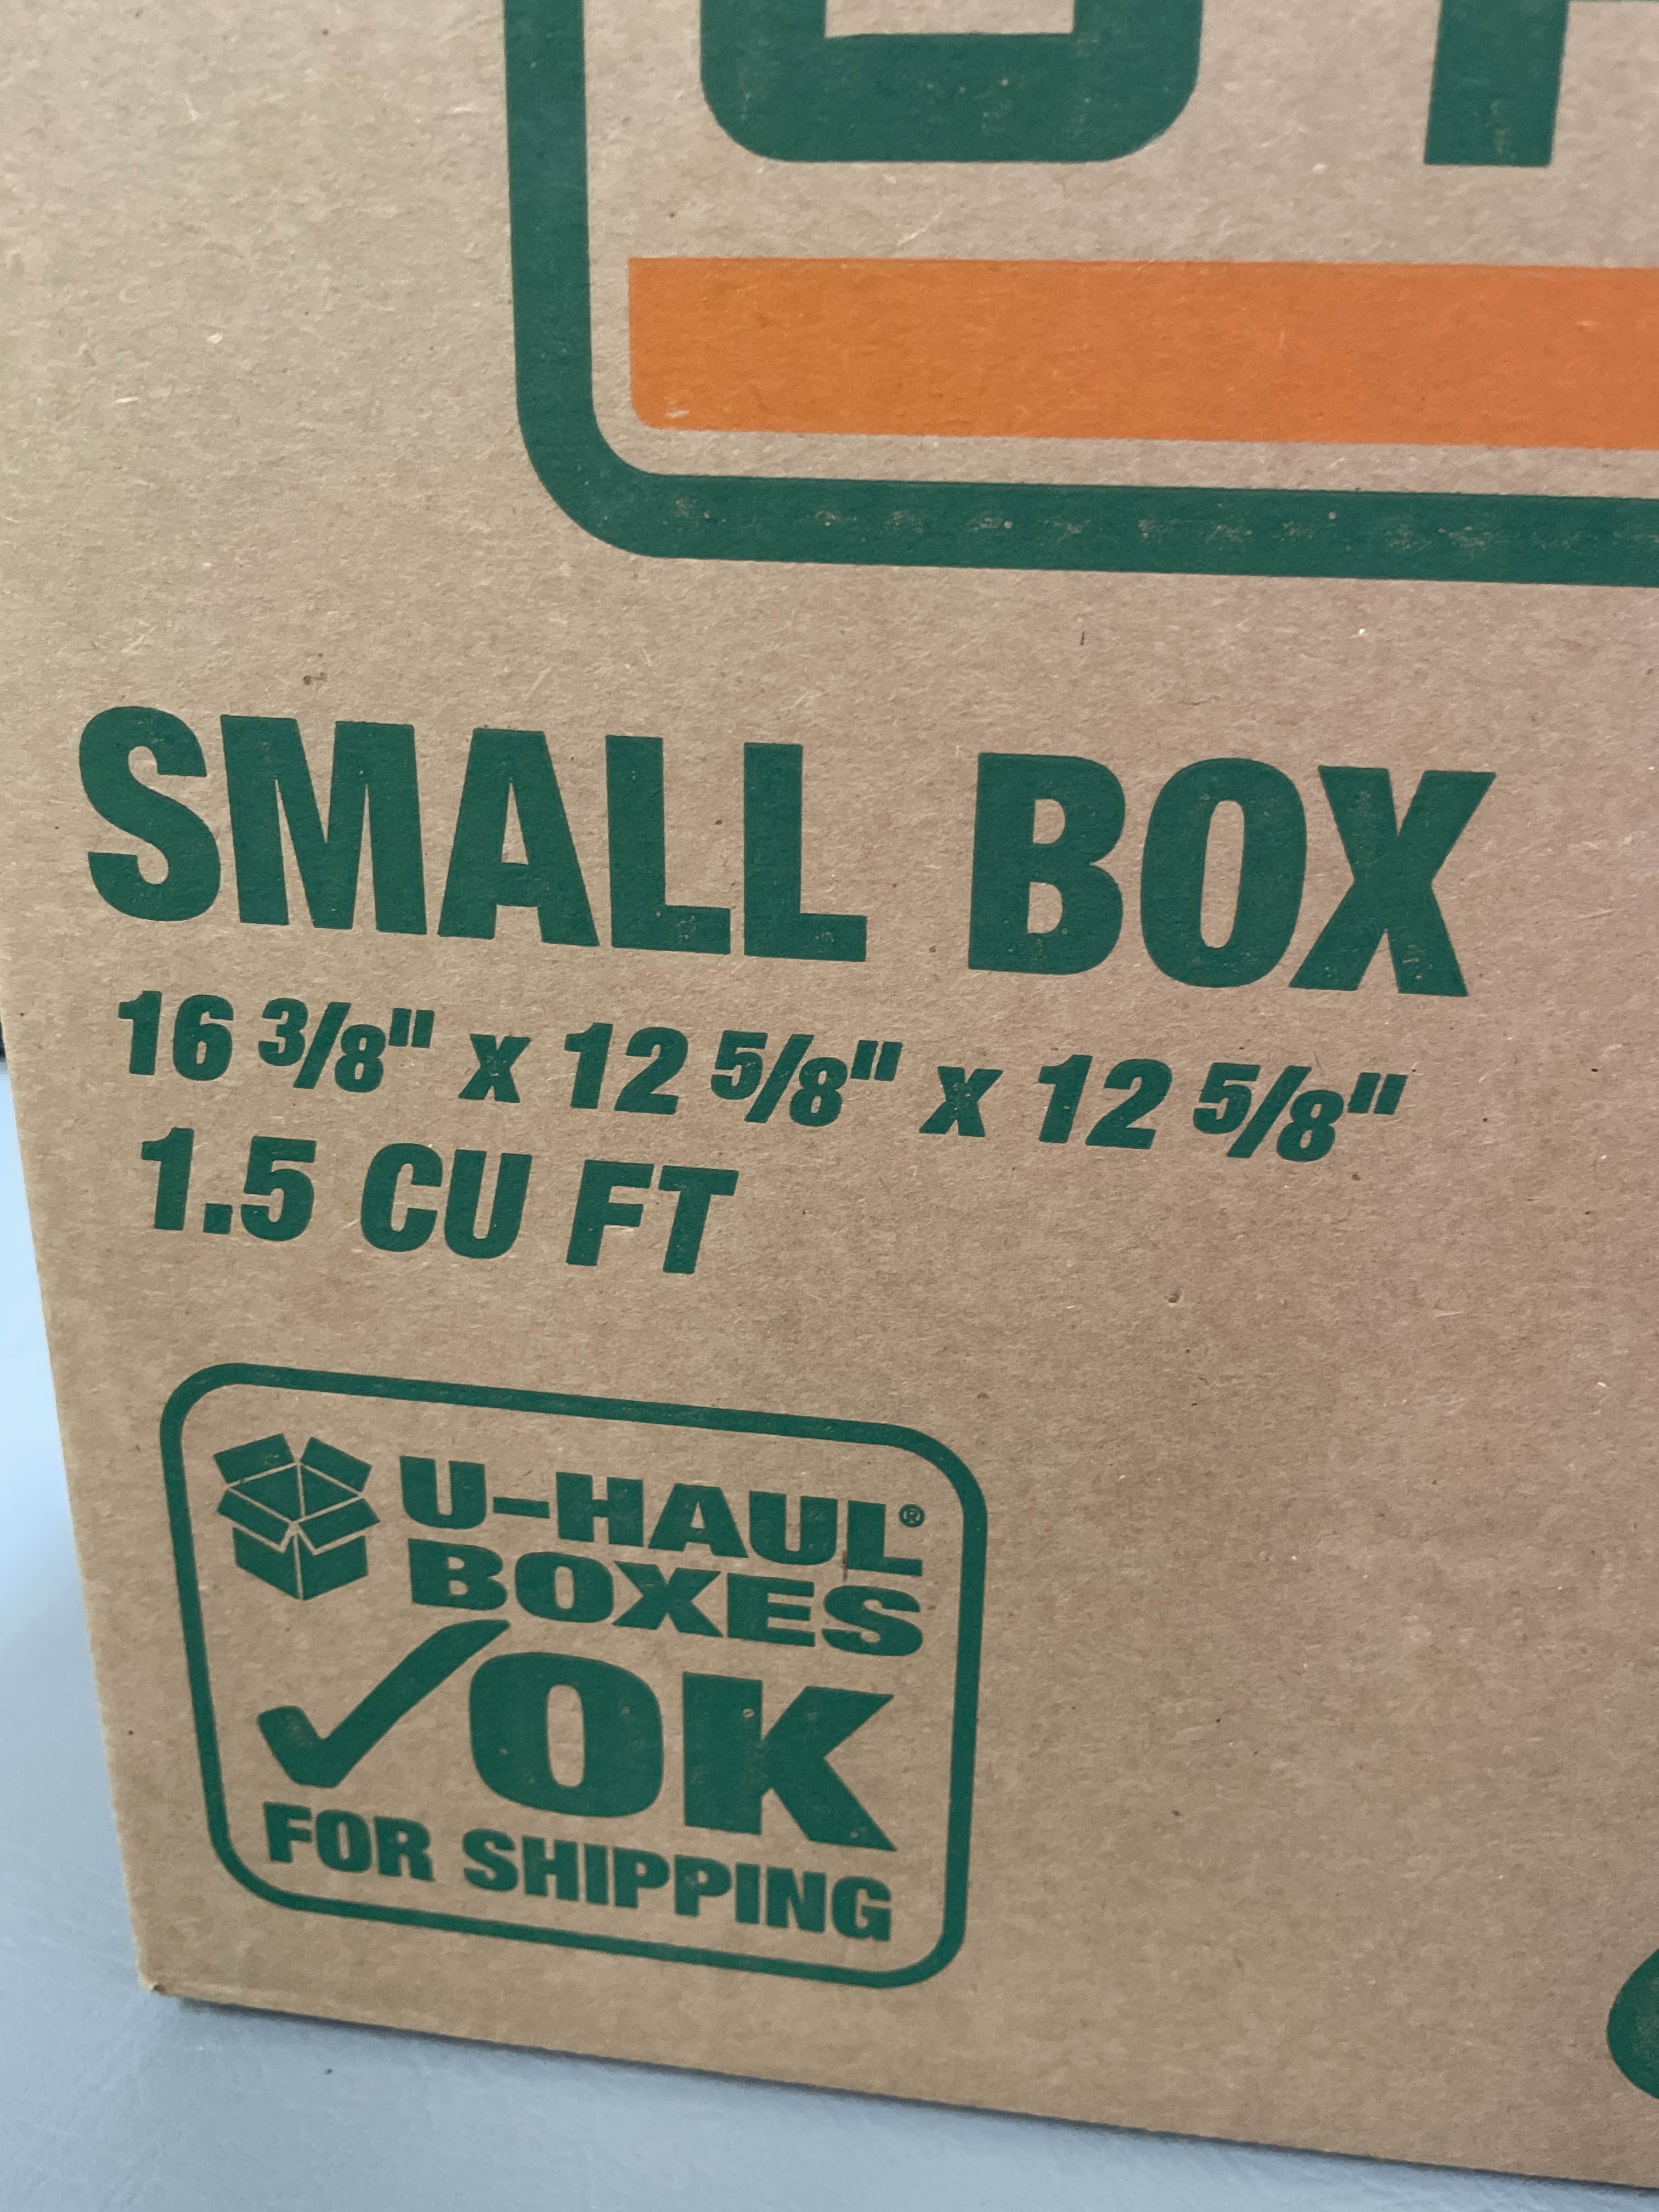 SMALL BOX
16 3/8" x 12 5/8" x 12 5/8"
1.5 CU FT
U-HAUL®
BOXES
✓OK
FOR SHIPPING